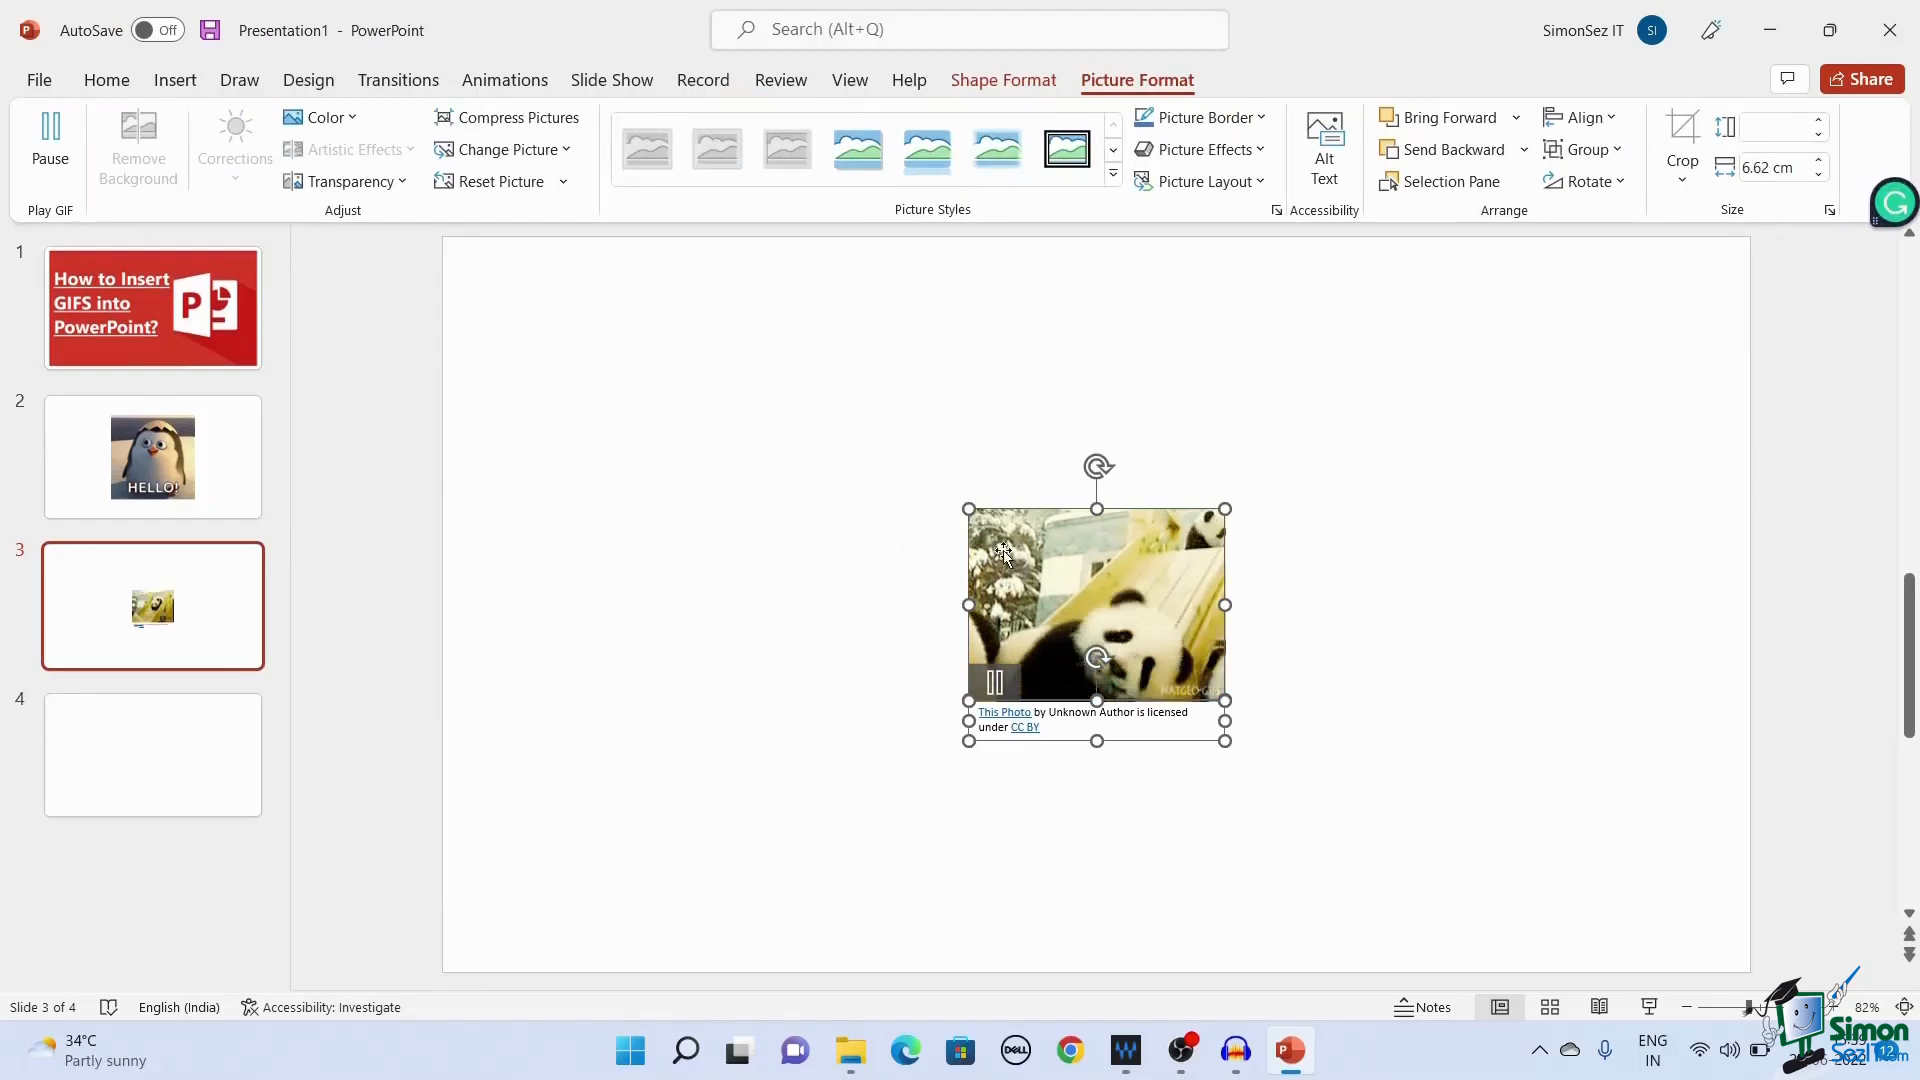 AutoSave
Off
Presentation1 - PowerPoint
Search (Alt+Q)
SimonSez IT
SI
File
Home
Insert
Draw
Design
Transitions
Animations
Slide Show
Record
Review
View
Help
Shape Format
Picture Format
Share
Pause
Play GIF
Remove
Background
Corrections
Color
Artistic Effects
Transparency
Compress Pictures
Change Picture
Reset Picture
Adjust
Picture Styles
Picture Border
Picture Effects
Picture Layout
Alt
Text
Accessibility
Bring Forward
Send Backward
Selection Pane
Align
Group
Rotate
Arrange
Crop
6.62 cm
Size
1
How to Insert
GIFS into
PowerPoint?
2
HELLO!
3
4
NATGEO GIFS
This Photo by Unknown Author is licensed
under CC BY
Slide 3 of 4
English (India)
Accessibility: Investigate
Notes
82%
34°C
Partly sunny
DELL
ENG
IN
12
Simon